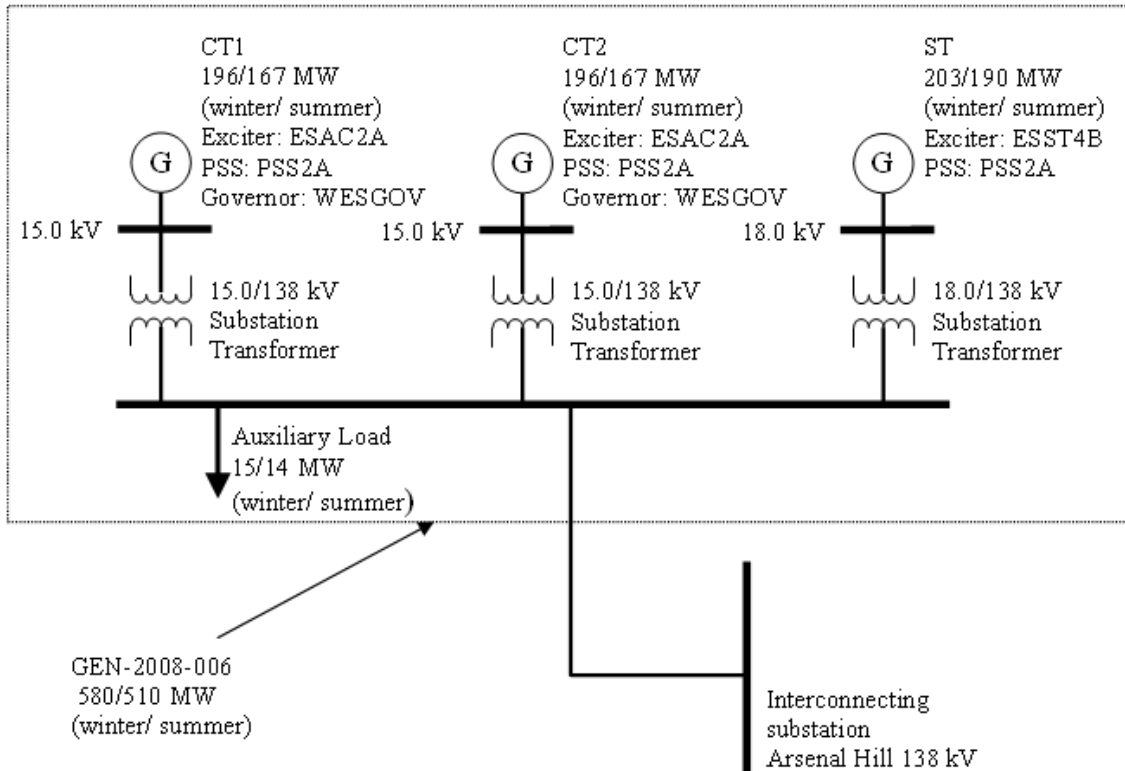 CT1
196/167 MW
(winter/ summer)
Exciter: ESAC2A
PSS: PSS2A
Governor: WESGOV
G
15.0 kV
15.0/138 kV
Substation
Transformer
CT2
196/167 MW
(winter/ summer)
Exciter: ESAC2A
PSS: PSS2A
Governor: WESGOV
G
15.0 kV
15.0/138 kV
Substation
Transformer
ST
203/190 MW
(winter/ summer)
Exciter: ESST4B
PSS: PSS2A
G
18.0 kV
18.0/138 kV
Substation
Transformer
Auxiliary Load
15/14 MW
(winter/ summer)
GEN-2008-006
580/510 MW
(winter/ summer)
Interconnecting
substation
Arsenal Hill 138 kV